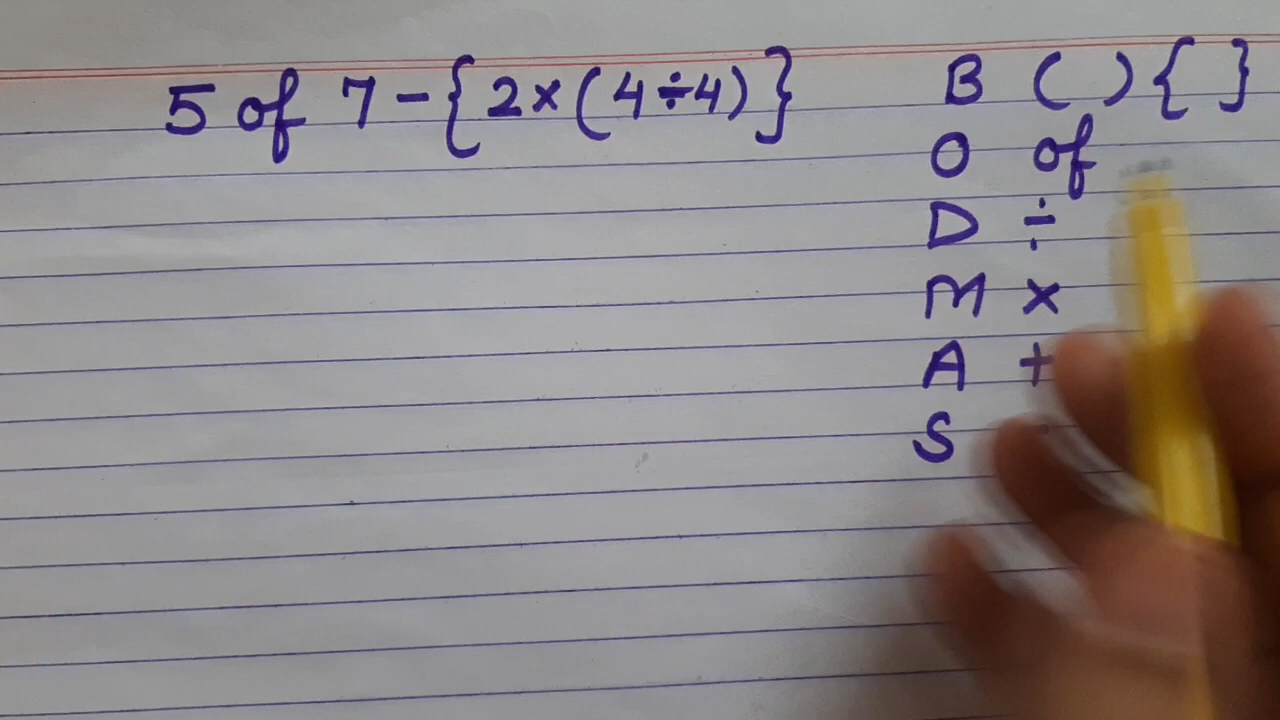 5 of 7 - { 2 × ( 4 ÷ 4 ) }
B ( ) { }
O of
D ÷
M ×
A +
S